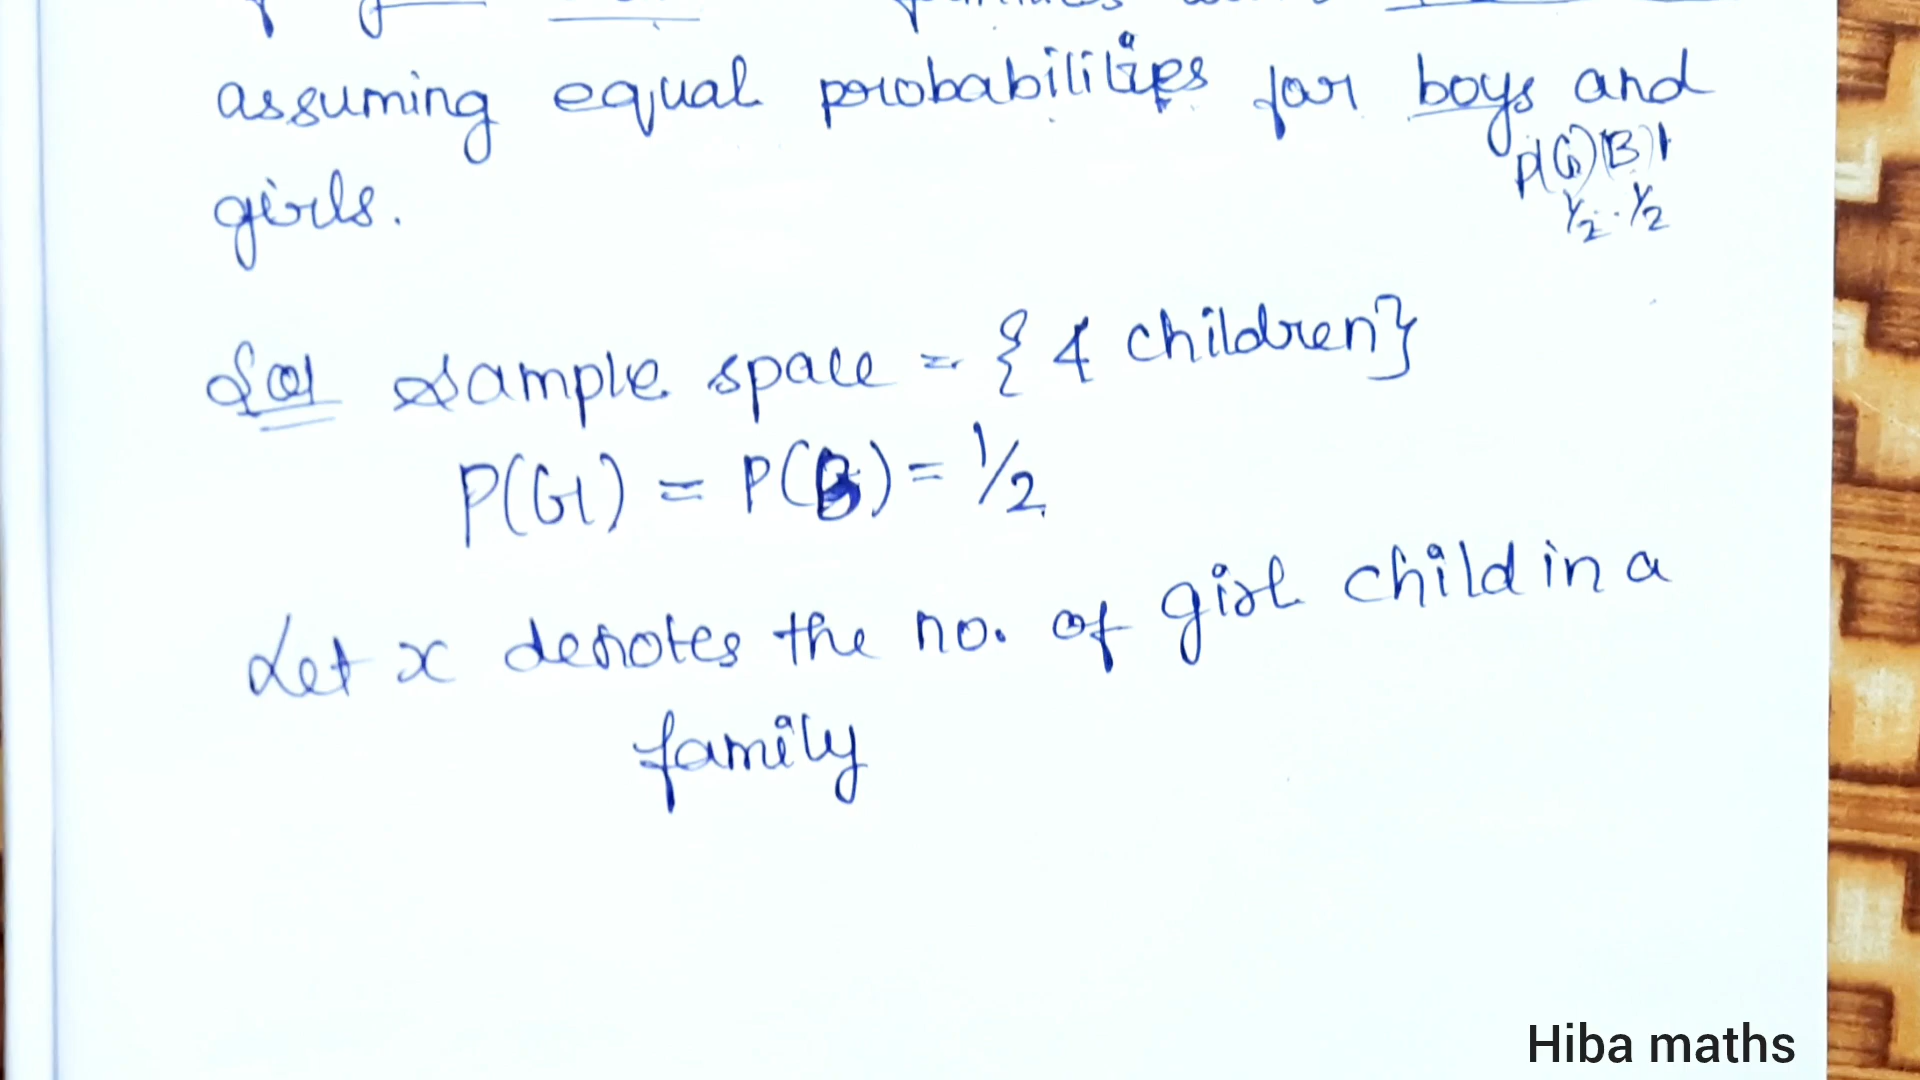 assuming equal probabilities for boys and
girls.
P(G) (B)
1/2 . 1/2
Sol Sample space = { 4 children}
P(G) = P(B) = 1/2
Let x denotes the no. of girl child in a
family
Hiba maths